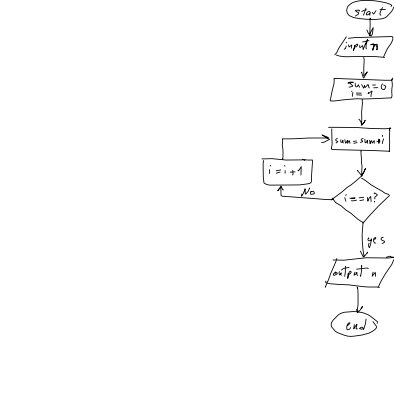 start
input n
sum=0
i=1
sum=sum+i
i=i+1
i==n?
No
yes
output n
end